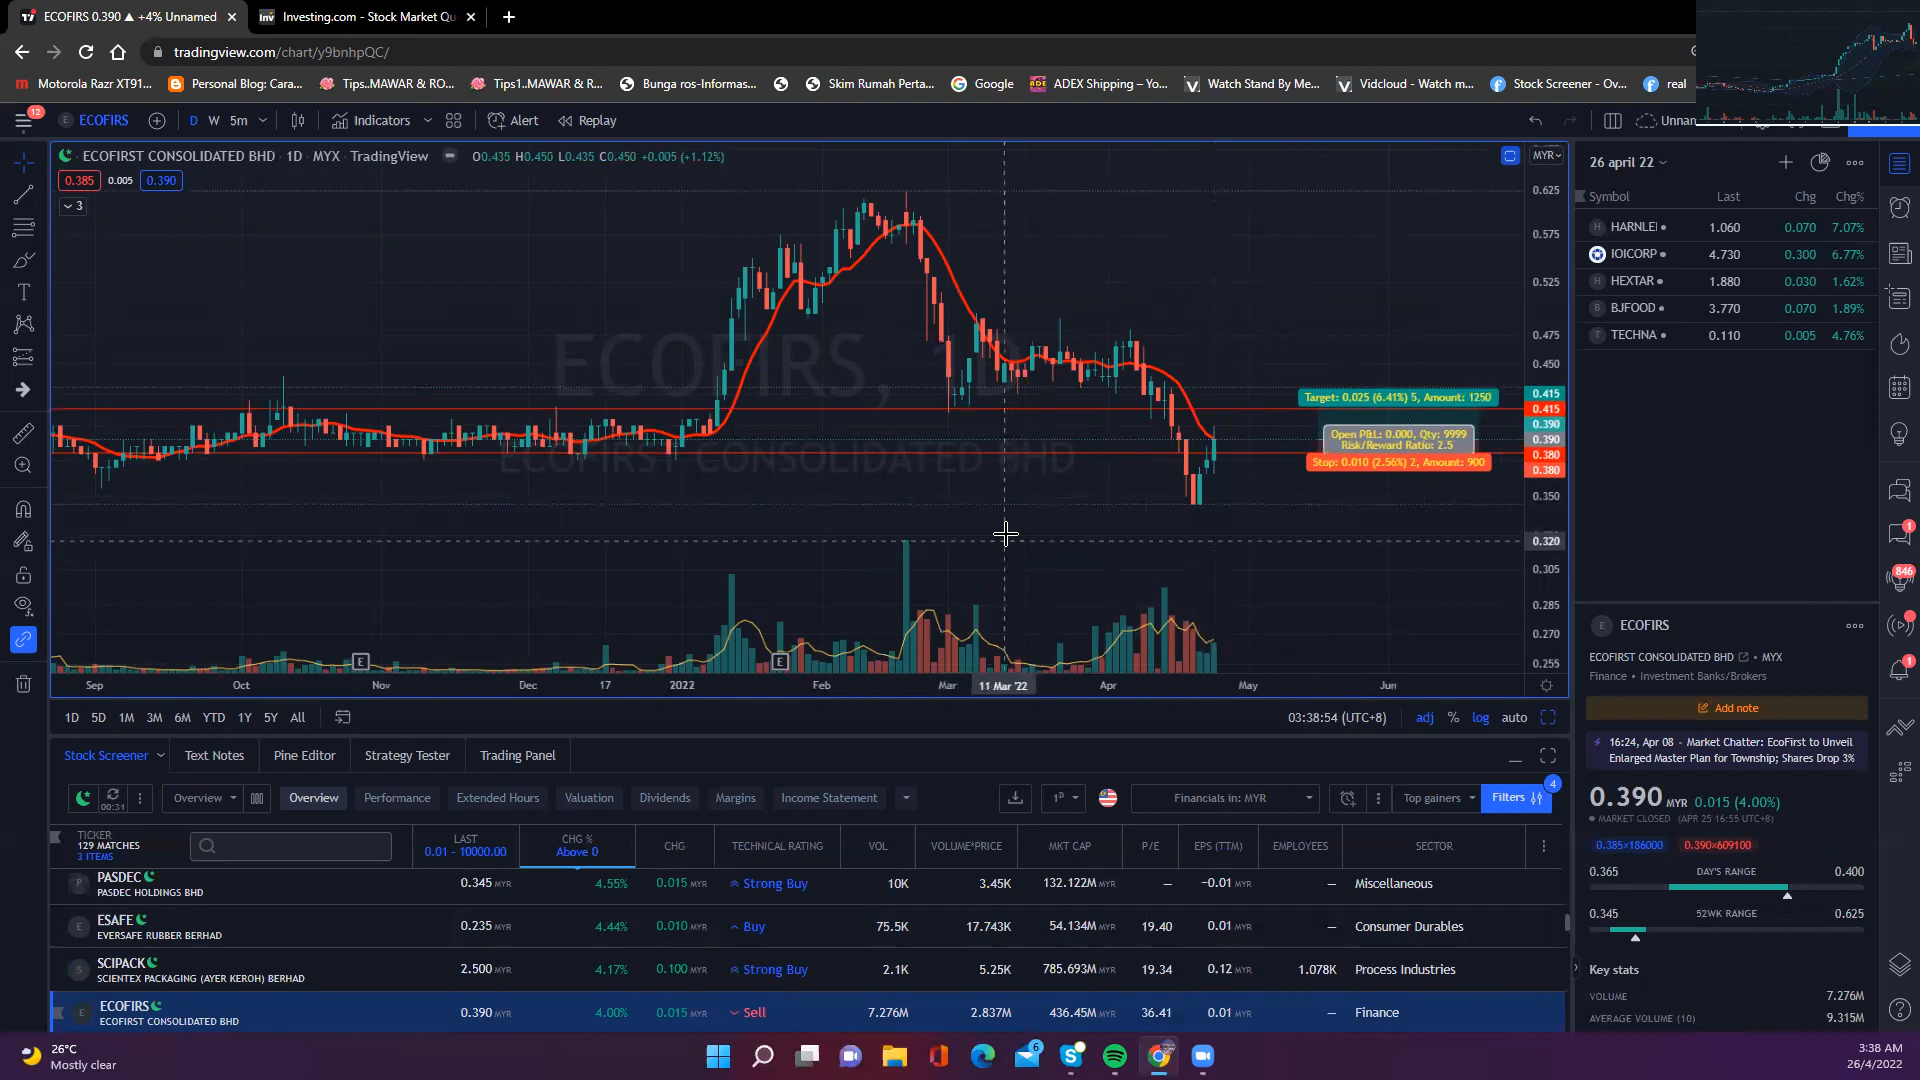 ECOFIRS 0.390 ▲ +4% Unnamed
Investing.com - Stock Market Qu
tradingview.com/chart/y9bnhpQC/
Motorola Razr XT91...
Personal Blog: Cara...
Tips..MAWAR & RO...
Tips1..MAWAR & R...
Bunga ros-Informas...
Skim Rumah Perta...
Google
ADEX Shipping – Yo...
Watch Stand By Me...
Vidcloud - Watch m...
Stock Screener - Ov...
real
12
ECOFIRS
D W 5m
Indicators
Alert
Replay
Unnan
ECOFIRST CONSOLIDATED BHD · 1D · MYX · TradingView
O0.435 H0.450 L0.435 C0.450 +0.005 (+1.12%)
MYR
0.385 0.005 0.390
3
ECOFIRS, 1D
ECOFIRST CONSOLIDATED BHD
0.625
0.575
0.525
0.475
0.450
0.415
0.415
0.390
0.390
0.380
0.380
0.350
0.320
0.305
0.285
0.270
0.255
Target: 0.025 (6.41%) 5, Amount: 1250
Open P&L: 0.000, Qty: 9999
Risk/Reward Ratio: 2.5
Stop: 0.010 (2.56%) 2, Amount: 900
E
E
Sep Oct Nov Dec 17 2022 Feb Mar 11 Mar '22 Apr May Jun
1D 5D 1M 3M 6M YTD 1Y 5Y All
03:38:54 (UTC+8)
adj % log auto
Stock Screener
Text Notes
Pine Editor
Strategy Tester
Trading Panel
00:31
Overview
Overview
Performance
Extended Hours
Valuation
Dividends
Margins
Income Statement
1D
Financials in: MYR
Top gainers
Filters
4
TICKER
129 MATCHES
3 ITEMS
LAST
0.01 - 10000.00
CHG %
Above 0
CHG
TECHNICAL RATING
VOL
VOLUME*PRICE
MKT CAP
P/E
EPS (TTM)
EMPLOYEES
SECTOR
P PASDEC 0.345 MYR 4.55% 0.015 MYR Strong Buy 10K 3.45K 132.122M MYR — −0.01 MYR — Miscellaneous
PASDEC HOLDINGS BHD
E ESAFE 0.235 MYR 4.44% 0.010 MYR Buy 75.5K 17.743K 54.134M MYR 19.40 0.01 MYR — Consumer Durables
EVERSAFE RUBBER BERHAD
S SCIPACK 2.500 MYR 4.17% 0.100 MYR Strong Buy 2.1K 5.25K 785.693M MYR 19.34 0.12 MYR 1.078K Process Industries
SCIENTEX PACKAGING (AYER KEROH) BERHAD
E ECOFIRS 0.390 MYR 4.00% 0.015 MYR Sell 7.276M 2.837M 436.45M MYR 36.41 0.01 MYR — Finance
ECOFIRST CONSOLIDATED BHD
26 april 22
Symbol Last Chg Chg%
H HARNLEI 1.060 0.070 7.07%
IOICORP 4.730 0.300 6.77%
H HEXTAR 1.880 0.030 1.62%
B BJFOOD 3.770 0.070 1.89%
T TECHNA 0.110 0.005 4.76%
E ECOFIRS
ECOFIRST CONSOLIDATED BHD · MYX
Finance · Investment Banks/Brokers
Add note
16:24, Apr 08 - Market Chatter: EcoFirst to Unveil
Enlarged Master Plan for Township; Shares Drop 3%
0.390 MYR 0.015 (4.00%)
MARKET CLOSED (APR 25 16:55 UTC+8)
0.385×186000 0.390×609100
0.365 DAY'S RANGE 0.400
0.345 52WK RANGE 0.625
Key stats
VOLUME 7.276M
AVERAGE VOLUME (10) 9.315M
1
846
1
26°C
Mostly clear
6
3:38 AM
26/4/2022